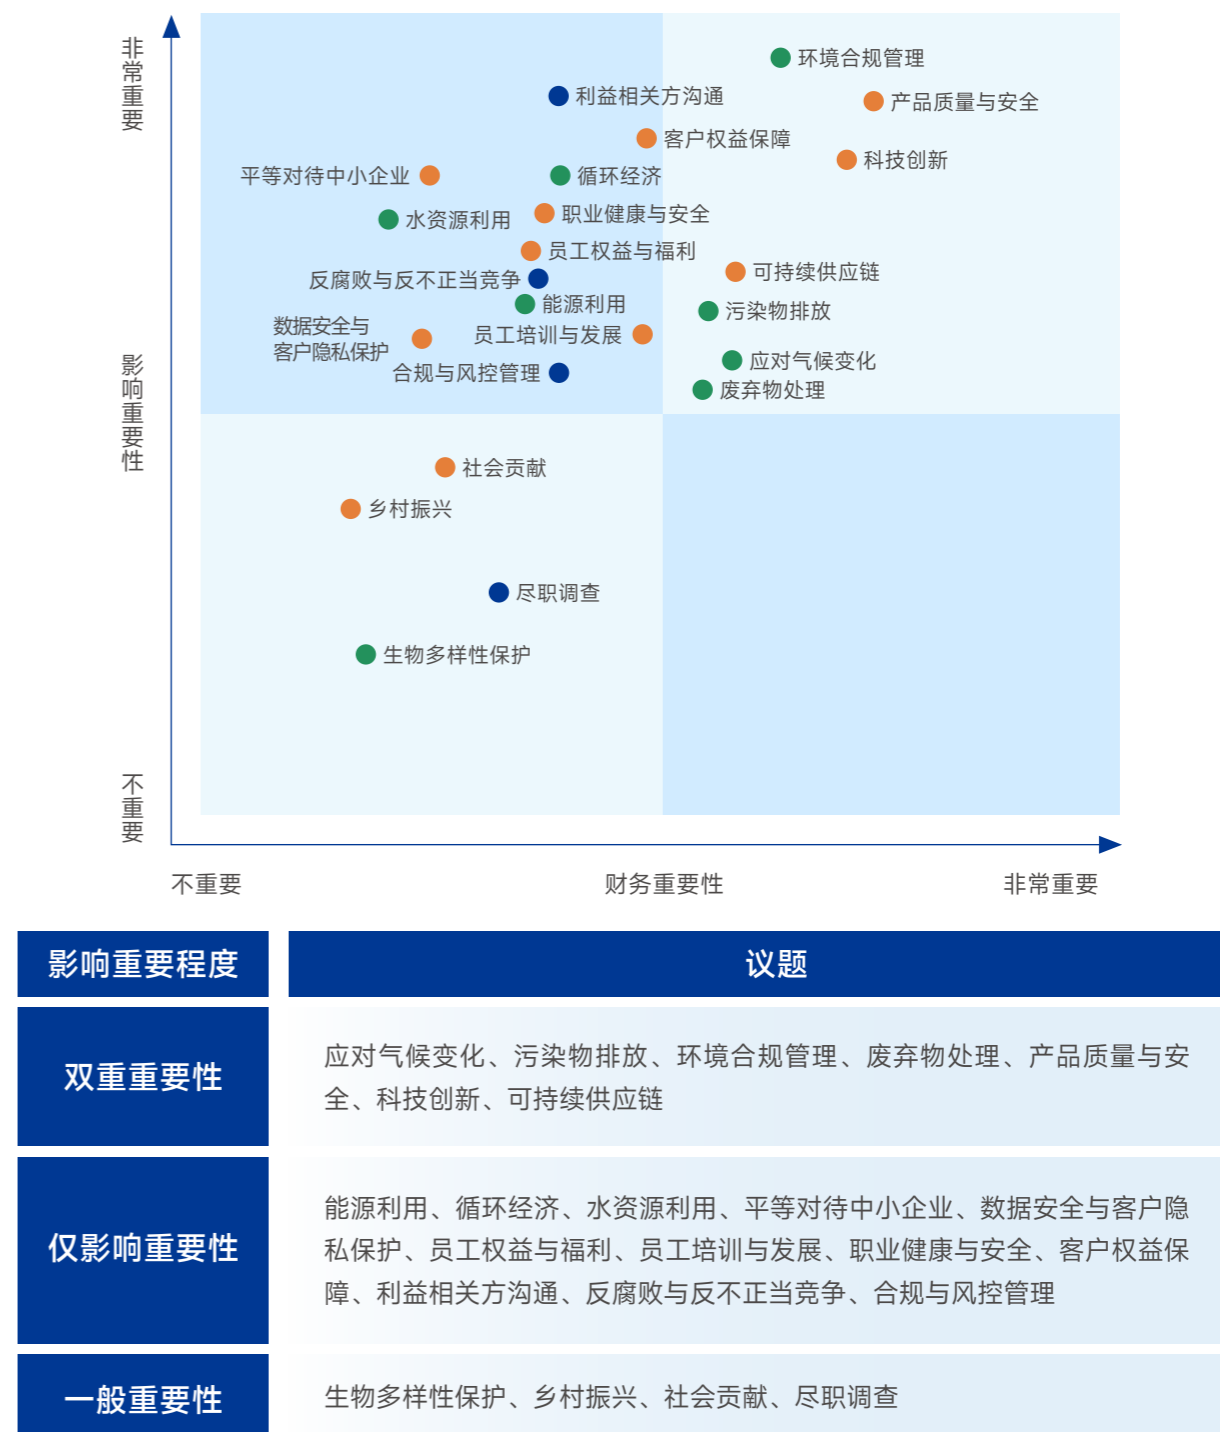 非常重要
环境合规管理
利益相关方沟通
产品质量与安全
客户权益保障
科技创新
平等对待中小企业
循环经济
水资源利用
职业健康与安全
员工权益与福利
可持续供应链
反腐败与反不正当竞争
能源利用
污染物排放
数据安全与
客户隐私保护
员工培训与发展
应对气候变化
合规与风控管理
废弃物处理
影响重要性
社会贡献
乡村振兴
尽职调查
生物多样性保护
不重要
不重要
财务重要性
非常重要
影响重要程度
议题
双重重要性
应对气候变化、污染物排放、环境合规管理、废弃物处理、产品质量与安
全、科技创新、可持续供应链
仅影响重要性
能源利用、循环经济、水资源利用、平等对待中小企业、数据安全与客户隐
私保护、员工权益与福利、员工培训与发展、职业健康与安全、客户权益保
障、利益相关方沟通、反腐败与反不正当竞争、合规与风控管理
一般重要性
生物多样性保护、乡村振兴、社会贡献、尽职调查